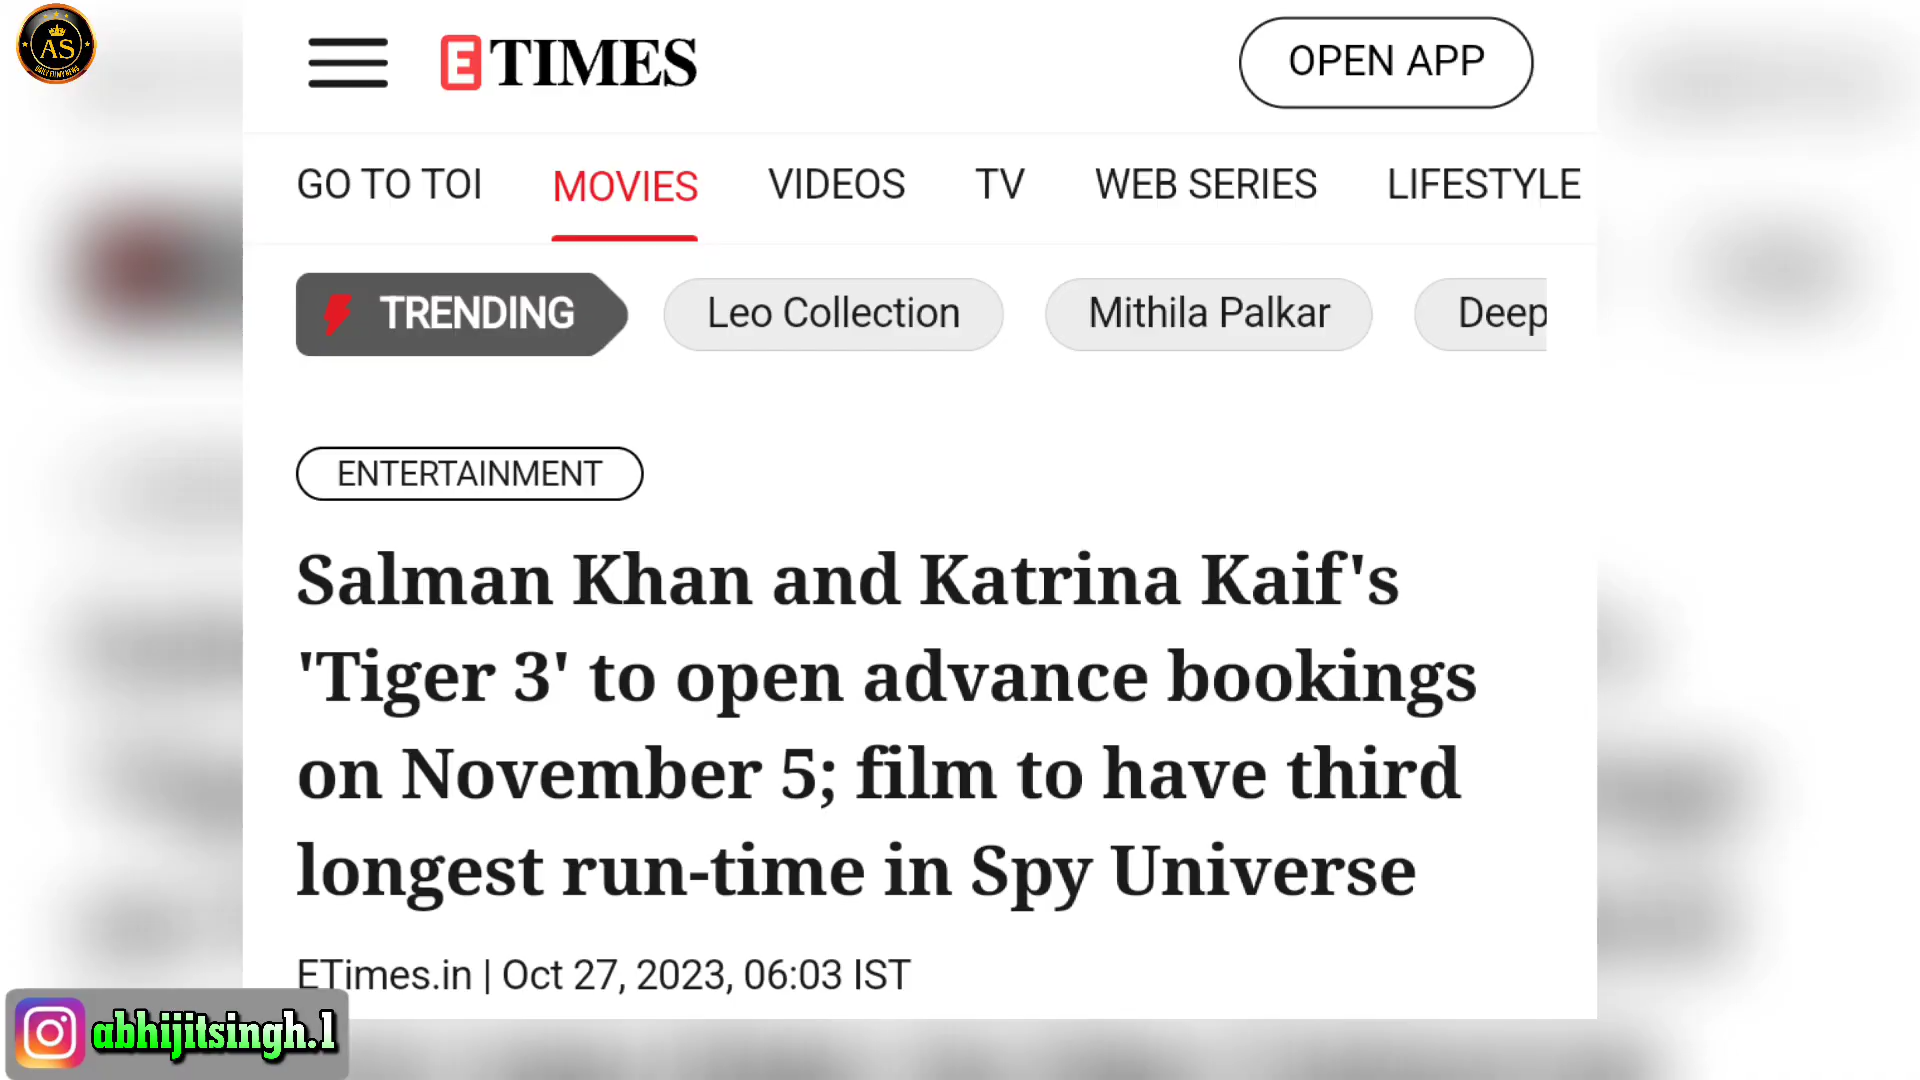 AS
E TIMES
OPEN APP
GO TO TOI MOVIES VIDEOS TV WEB SERIES LIFESTYLE
TRENDING Leo Collection Mithila Palkar Deep
ENTERTAINMENT
Salman Khan and Katrina Kaif's
'Tiger 3' to open advance bookings
on November 5; film to have third
longest run-time in Spy Universe
ETimes.in | Oct 27, 2023, 06:03 IST
abhijitsingh.1